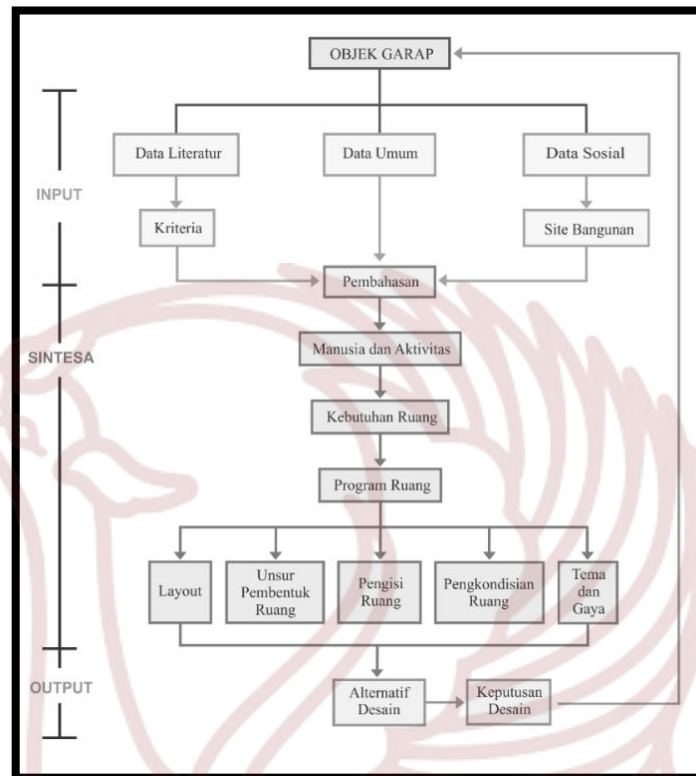 OBJEK GARAP
Data Literatur
Data Umum
Data Sosial
INPUT
Kriteria
Site Bangunan
Pembahasan
SINTESA
Manusia dan Aktivitas
Kebutuhan Ruang
Program Ruang
Layout
Unsur
Pembentuk
Ruang
Pengisi
Ruang
Pengkondisian
Ruang
Tema
dan
Gaya
OUTPUT
Alternatif
Desain
Keputusan
Desain